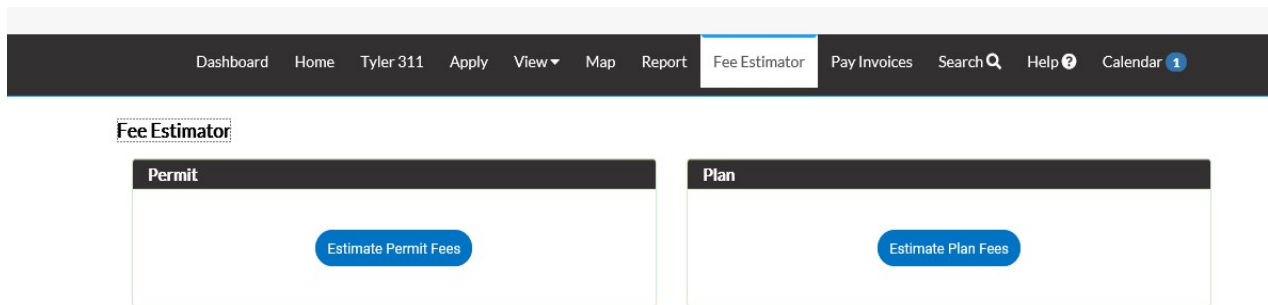 Dashboard Home Tyler 311 Apply View Map Report Fee Estimator Pay Invoices Search Help Calendar 1
Fee Estimator
Permit
Plan
Estimate Permit Fees
Estimate Plan Fees